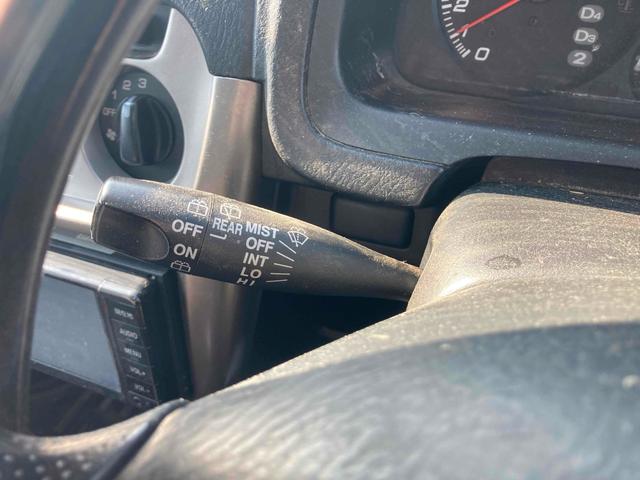 2
0
D4
D3
2
1 2 3
OFF
OFF
ON
REAR
MIST
OFF
INT
LO
HI
AUDIO
MENU
VOL+
VOL-